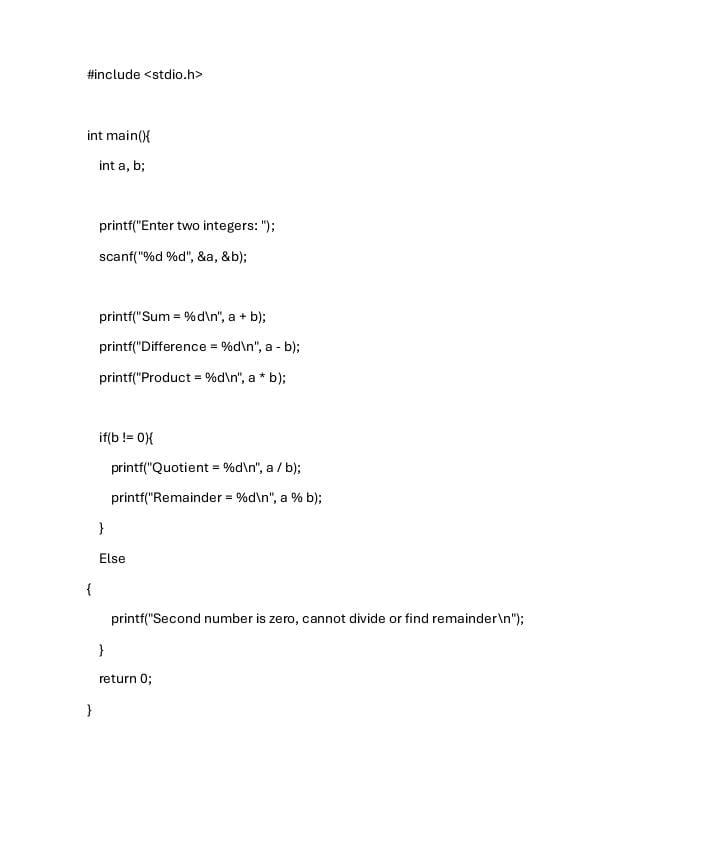 #include <stdio.h>
int main(){
int a, b;
printf("Enter two integers: ");
scanf("%d %d", &a, &b);
printf("Sum = %d\n", a + b);
printf("Difference = %d\n", a - b);
printf("Product = %d\n", a * b);
if(b != 0){
printf("Quotient = %d\n", a / b);
printf("Remainder = %d\n", a % b);
}
Else
{
printf("Second number is zero, cannot divide or find remainder\n");
}
return 0;
}